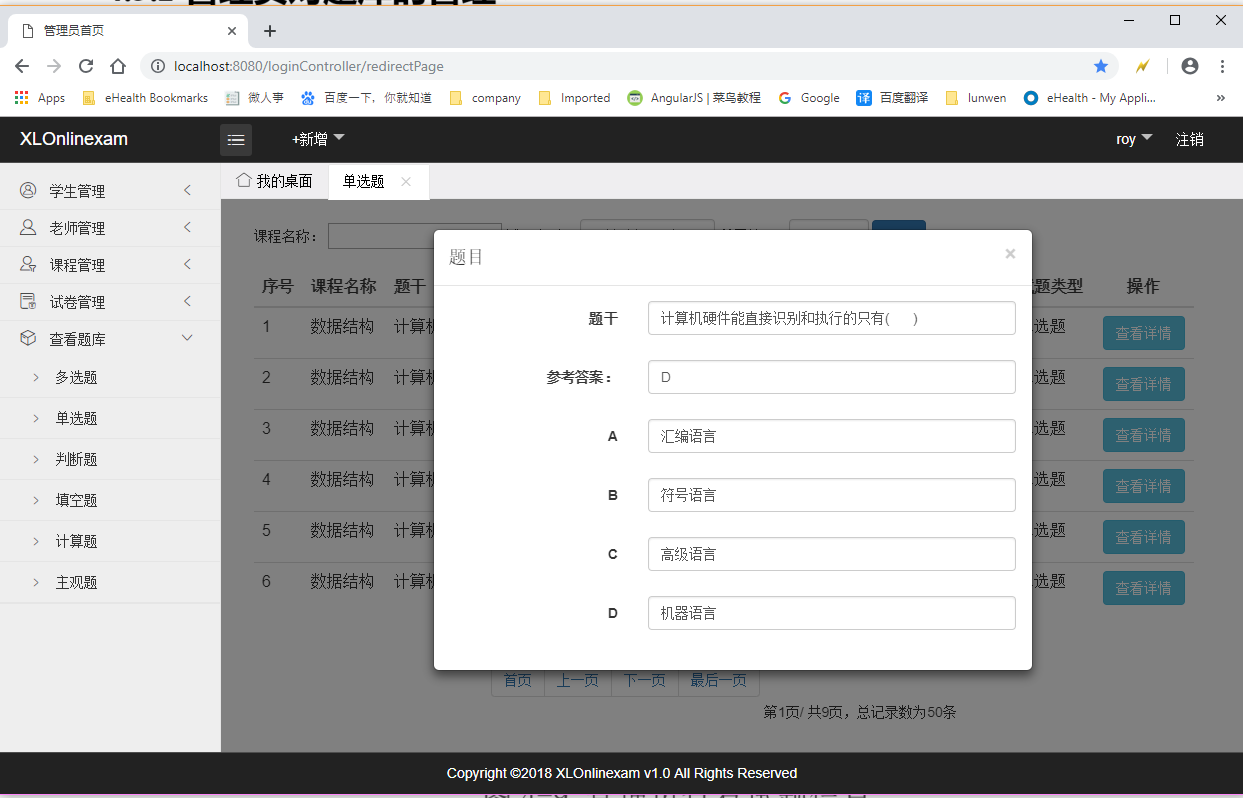 管理员首页
localhost:8080/loginController/redirectPage
Apps eHealth Bookmarks 微人事 百度一下，你就知道 company Imported AngularJS | 菜鸟教程 Google 百度翻译 lunwen eHealth - My Appli...
XLOnlinexam +新增 roy 注销
我的桌面 单选题
学生管理
老师管理
课程管理
试卷管理
查看题库
多选题
单选题
判断题
填空题
计算题
主观题
课程名称：
序号 课程名称 题干 题类型 操作
1 数据结构 计算机 选题 查看详情
2 数据结构 计算机 选题 查看详情
3 数据结构 计算机 选题 查看详情
4 数据结构 计算机 选题 查看详情
5 数据结构 计算机 选题 查看详情
6 数据结构 计算机 选题 查看详情
题目 ×
题干 计算机硬件能直接识别和执行的只有( )
参考答案： D
A 汇编语言
B 符号语言
C 高级语言
D 机器语言
首页 上一页 下一页 最后一页
第1页/ 共9页，总记录数为50条
Copyright ©2018 XLOnlinexam v1.0 All Rights Reserved